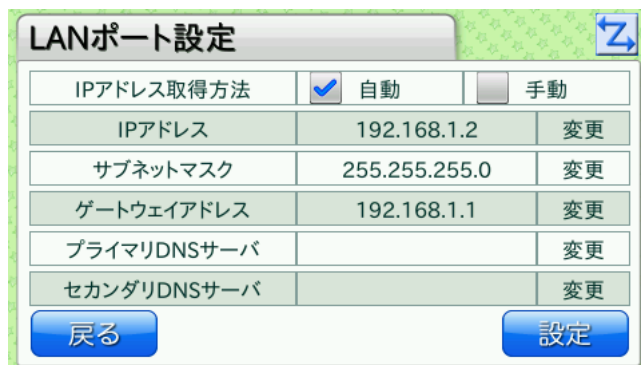 LANポート設定
Z
IPアドレス取得方法 自動 手動
IPアドレス 192.168.1.2 変更
サブネットマスク 255.255.255.0 変更
ゲートウェイアドレス 192.168.1.1 変更
プライマリDNSサーバ 変更
セカンダリDNSサーバ 変更
戻る 設定